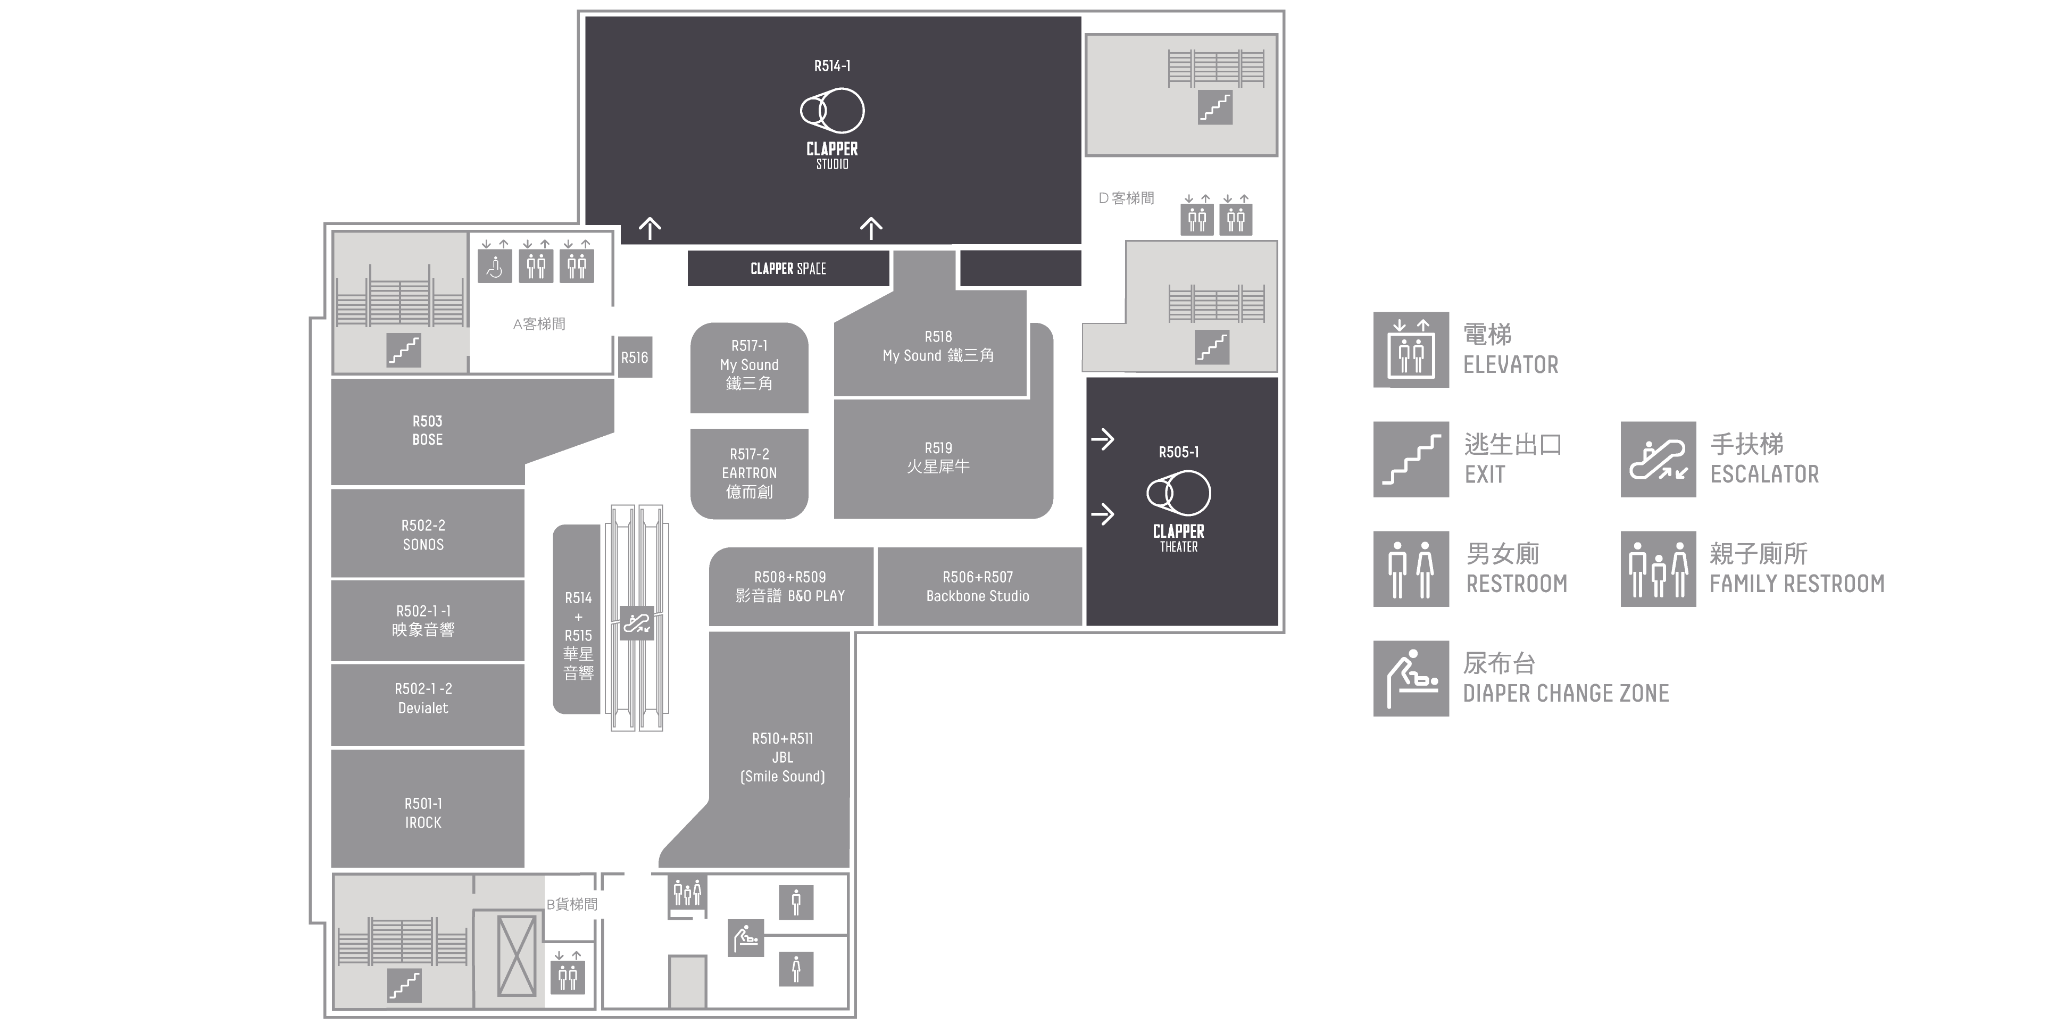 R514-1
CLAPPER
STUDIO
D客梯間
CLAPPER SPACE
A客梯間
R516
R517-1
My Sound
鐵三角
R518
My Sound 鐵三角
R503
BOSE
R517-2
EARTRON
億而創
R519
火星犀牛
R505-1
CLAPPER
THEATER
R502-2
SONOS
R502-1 -1
映象音響
R514
+
R515
華星
音響
R508+R509
影音譜 B&O PLAY
R506+R507
Backbone Studio
R502-1 -2
Devialet
R510+R511
JBL
(Smile Sound)
R501-1
IROCK
B貨梯間
電梯
ELEVATOR
逃生出口
EXIT
手扶梯
ESCALATOR
男女廁
RESTROOM
親子廁所
FAMILY RESTROOM
尿布台
DIAPER CHANGE ZONE